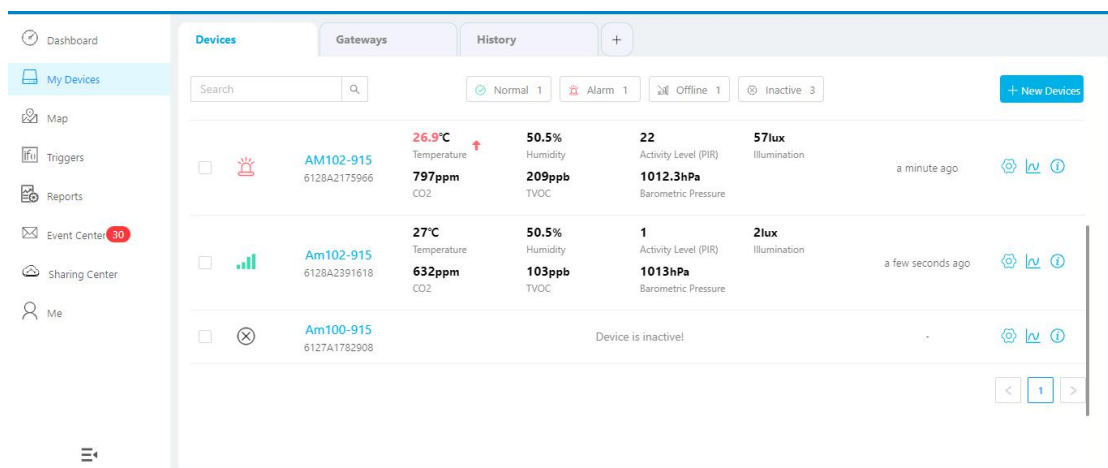 Dashboard
My Devices
Map
Triggers
Reports
Event Center 30
Sharing Center
Me
Devices Gateways History +
Search Normal 1 Alarm 1 Offline 1 Inactive 3 + New Devices
26.9℃ 50.5% 22 57lux
Temperature Humidity Activity Level (PIR) Illumination
AM102-915
6128A2175966
797ppm 209ppb 1012.3hPa
CO2 TVOC Barometric Pressure
a minute ago
27℃ 50.5% 1 2lux
Temperature Humidity Activity Level (PIR) Illumination
Am102-915
6128A2391618
632ppm 103ppb 1013hPa
CO2 TVOC Barometric Pressure
a few seconds ago
Am100-915
6127A1782908
Device is inactive! -
< 1 >